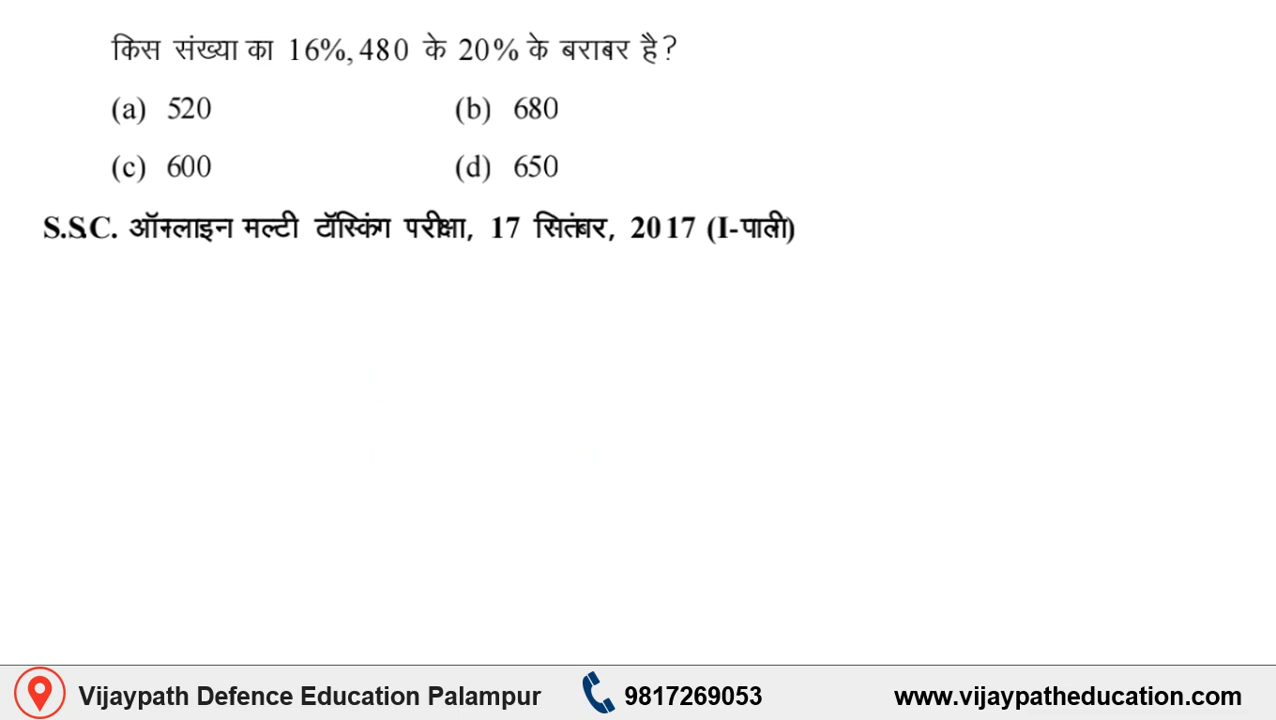 किस संख्या का 16%, 480 के 20% के बराबर है?
(a) 520 (b) 680
(c) 600 (d) 650
S.S.C. ऑनलाइन मल्टी टॉस्किंग परीक्षा, 17 सितंबर, 2017 (I-पाली)
Vijaypath Defence Education Palampur 9817269053 www.vijaypatheducation.com